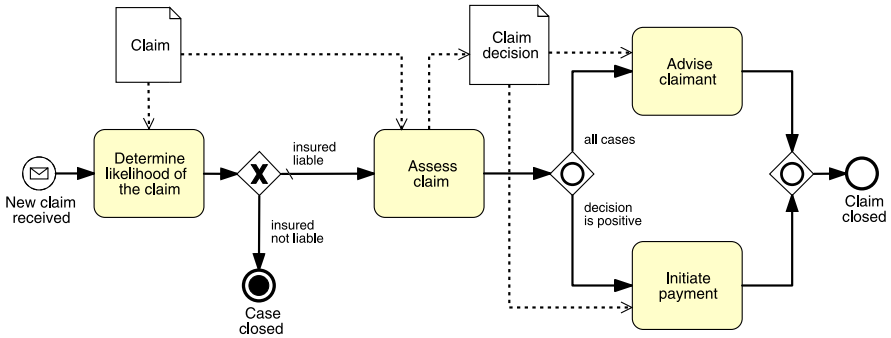 Claim
Claim
decision
Advise
claimant
all cases
insured
liable
Determine
likelihood of
the claim
Assess
claim
New claim
received
Claim
closed
insured
not liable
decision
is positive
Initiate
payment
Case
closed